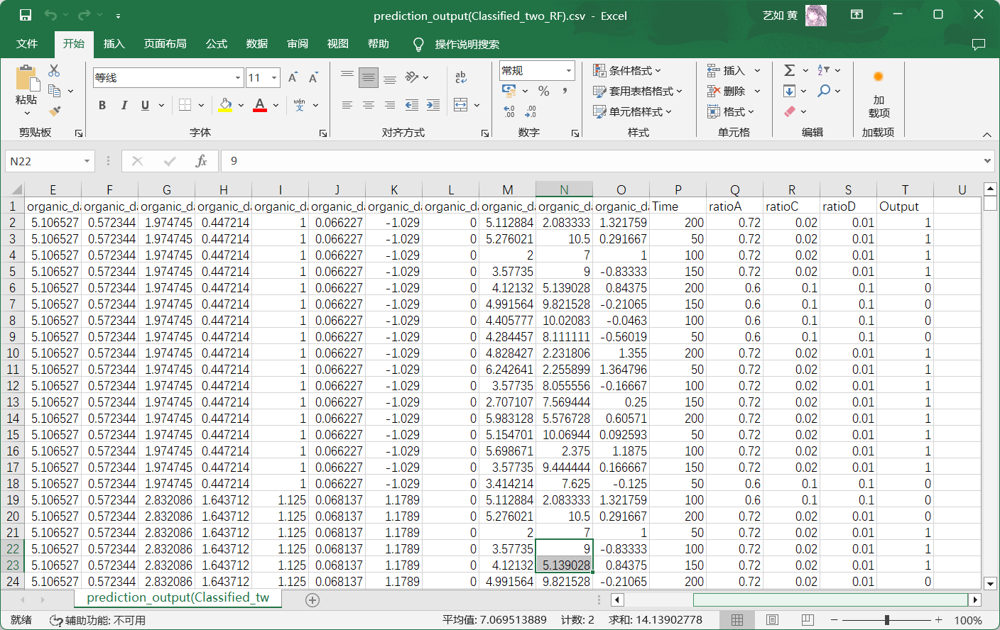 prediction_output(Classified_two_RF).csv - Excel 艺如 黄
文件 开始 插入 页面布局 公式 数据 审阅 视图 帮助 操作说明搜索
粘贴 等线 11 A A 常规 条件格式 插入 加载项
B I U A wén 文 ab c % , 套用表格格式 删除
.00 .00 单元格样式 格式
剪贴板 字体 对齐方式 数字 样式 单元格 编辑 加载项
N22 fx 9
E F G H I J K L M N O P Q R S T U
1 organic_da organic_da organic_da organic_da organic_da organic_da organic_da organic_da organic_da organic_da organic_da Time ratioA ratioC ratioD Output
2 5.106527 0.572344 1.974745 0.447214 1 0.066227 -1.029 0 5.112884 2.083333 1.321759 200 0.72 0.02 0.01 1
3 5.106527 0.572344 1.974745 0.447214 1 0.066227 -1.029 0 5.276021 10.5 0.291667 50 0.72 0.02 0.01 1
4 5.106527 0.572344 1.974745 0.447214 1 0.066227 -1.029 0 2 7 1 100 0.72 0.02 0.01 1
5 5.106527 0.572344 1.974745 0.447214 1 0.066227 -1.029 0 3.57735 9 -0.83333 150 0.72 0.02 0.01 1
6 5.106527 0.572344 1.974745 0.447214 1 0.066227 -1.029 0 4.12132 5.139028 0.84375 200 0.6 0.1 0.1 0
7 5.106527 0.572344 1.974745 0.447214 1 0.066227 -1.029 0 4.991564 9.821528 -0.21065 150 0.6 0.1 0.1 0
8 5.106527 0.572344 1.974745 0.447214 1 0.066227 -1.029 0 4.405777 10.02083 -0.0463 100 0.6 0.1 0.1 0
9 5.106527 0.572344 1.974745 0.447214 1 0.066227 -1.029 0 4.284457 8.111111 -0.56019 50 0.6 0.1 0.1 0
10 5.106527 0.572344 1.974745 0.447214 1 0.066227 -1.029 0 4.828427 2.231806 1.355 200 0.72 0.02 0.01 1
11 5.106527 0.572344 1.974745 0.447214 1 0.066227 -1.029 0 6.242641 2.255899 1.364796 50 0.72 0.02 0.01 1
12 5.106527 0.572344 1.974745 0.447214 1 0.066227 -1.029 0 3.57735 8.055556 -0.16667 100 0.72 0.02 0.01 1
13 5.106527 0.572344 1.974745 0.447214 1 0.066227 -1.029 0 2.707107 7.569444 0.25 150 0.72 0.02 0.01 1
14 5.106527 0.572344 1.974745 0.447214 1 0.066227 -1.029 0 5.983128 5.576728 0.60571 200 0.72 0.02 0.01 1
15 5.106527 0.572344 1.974745 0.447214 1 0.066227 -1.029 0 5.154701 10.06944 0.092593 50 0.72 0.02 0.01 1
16 5.106527 0.572344 1.974745 0.447214 1 0.066227 -1.029 0 5.698671 2.375 1.1875 100 0.72 0.02 0.01 1
17 5.106527 0.572344 1.974745 0.447214 1 0.066227 -1.029 0 3.57735 9.444444 0.166667 150 0.72 0.02 0.01 1
18 5.106527 0.572344 1.974745 0.447214 1 0.066227 -1.029 0 3.414214 7.625 -0.125 50 0.6 0.1 0.1 0
19 5.106527 0.572344 2.832086 1.643712 1.125 0.068137 1.1789 0 5.112884 2.083333 1.321759 100 0.6 0.1 0.1 0
20 5.106527 0.572344 2.832086 1.643712 1.125 0.068137 1.1789 0 5.276021 10.5 0.291667 200 0.72 0.02 0.01 0
21 5.106527 0.572344 2.832086 1.643712 1.125 0.068137 1.1789 0 2 7 1 50 0.72 0.02 0.01 1
22 5.106527 0.572344 2.832086 1.643712 1.125 0.068137 1.1789 0 3.57735 9 -0.83333 100 0.72 0.02 0.01 1
23 5.106527 0.572344 2.832086 1.643712 1.125 0.068137 1.1789 0 4.12132 5.139028 0.84375 150 0.72 0.02 0.01 1
24 5.106527 0.572344 2.832086 1.643712 1.125 0.068137 1.1789 0 4.991564 9.821528 -0.21065 200 0.72 0.02 0.01 0
prediction_output(Classified_tw
就绪 辅助功能: 不可用 平均值: 7.069513889 计数: 2 求和: 14.13902778 100%